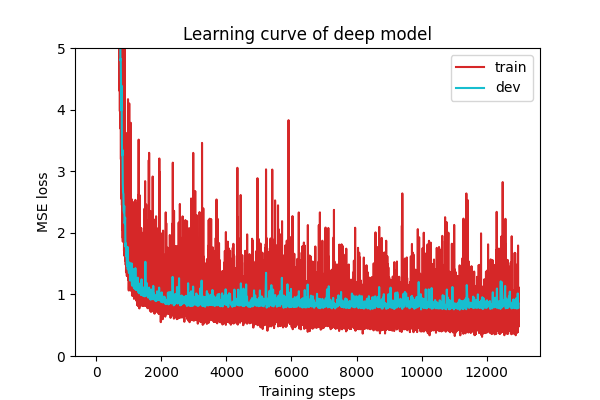 Learning curve of deep model
train
dev
MSE loss
5
4
3
2
1
0
0 2000 4000 6000 8000 10000 12000
Training steps